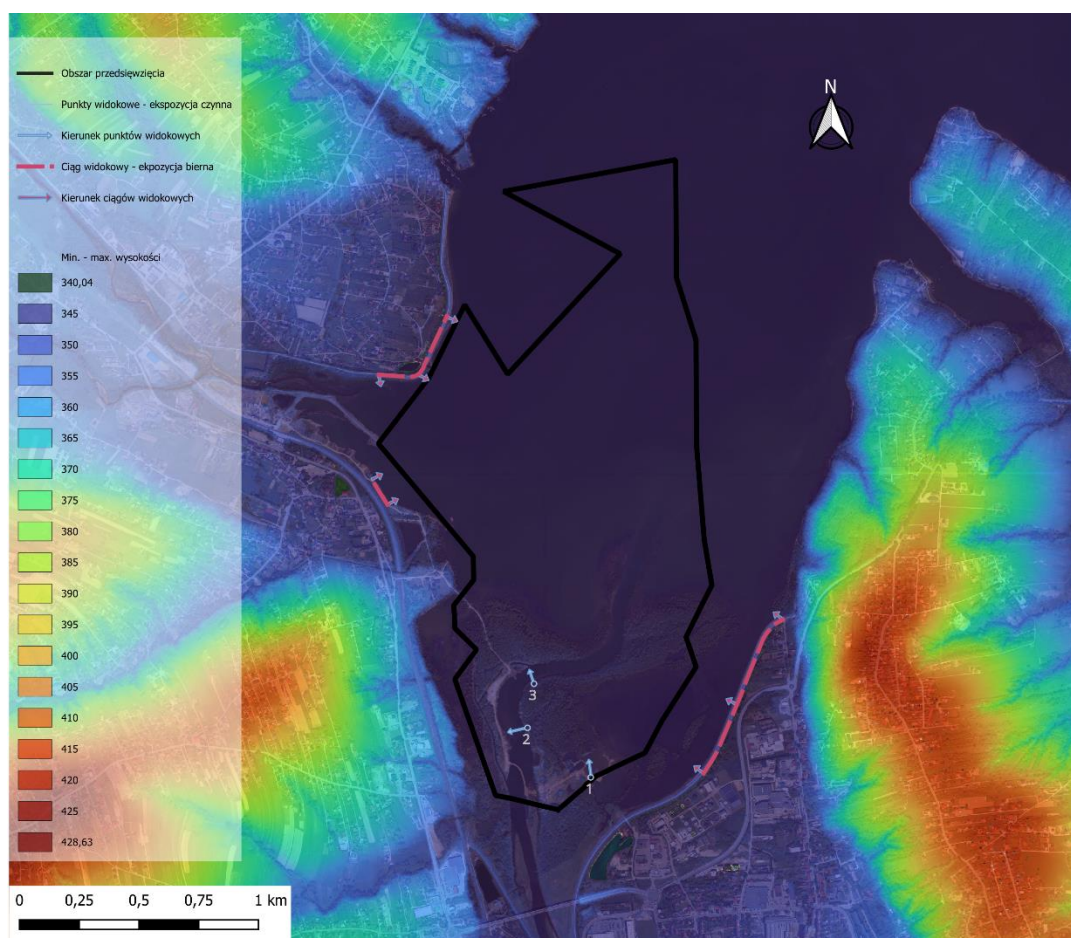 N
Obszar przedsięwzięcia
Punkty widokowe - ekspozycja czynna
Kierunek punktów widokowych
Ciąg widokowy - ekpozycja bierna
Kierunek ciągów widokowych
Min. - max. wysokości
340,04
345
350
355
360
365
370
375
380
385
390
395
400
405
410
415
420
425
428,63
3
2
1
0 0,25 0,5 0,75 1 km